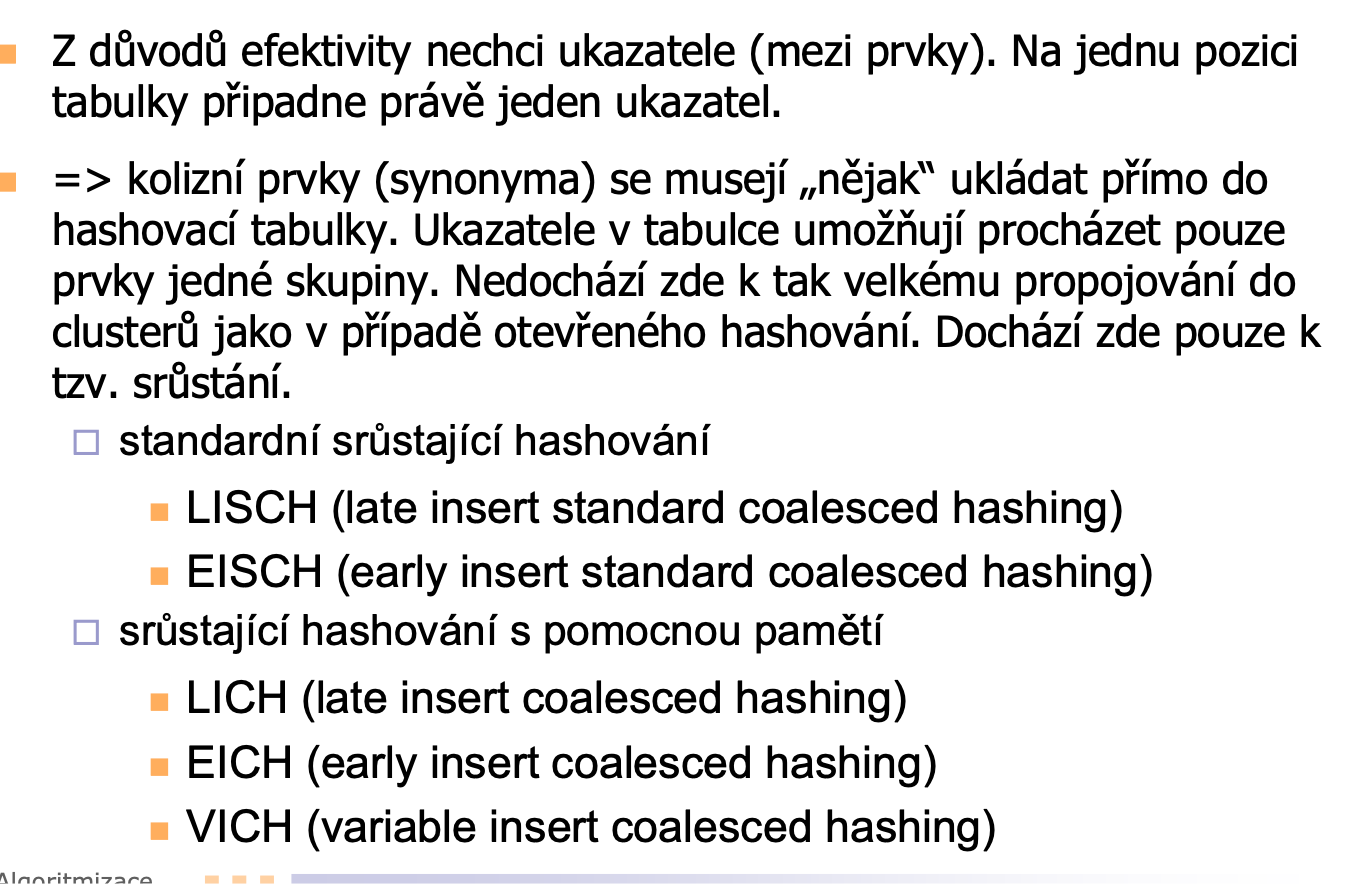 Z důvodů efektivity nechci ukazatele (mezi prvky). Na jednu pozici
tabulky připadne právě jeden ukazatel.
=> kolizní prvky (synonyma) se musejí „nějak“ ukládat přímo do
hashovací tabulky. Ukazatele v tabulce umožňují procházet pouze
prvky jedné skupiny. Nedochází zde k tak velkému propojování do
clusterů jako v případě otevřeného hashování. Dochází zde pouze k
tzv. srůstání.
standardní srůstající hashování
LISCH (late insert standard coalesced hashing)
EISCH (early insert standard coalesced hashing)
srůstající hashování s pomocnou pamětí
LICH (late insert coalesced hashing)
EICH (early insert coalesced hashing)
VICH (variable insert coalesced hashing)
Algoritmizace